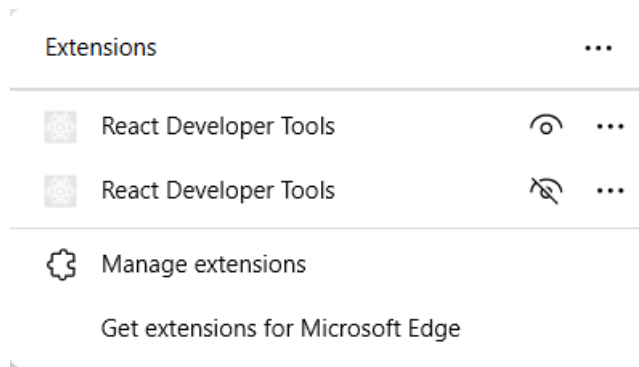 Extensions
React Developer Tools
React Developer Tools
Manage extensions
Get extensions for Microsoft Edge